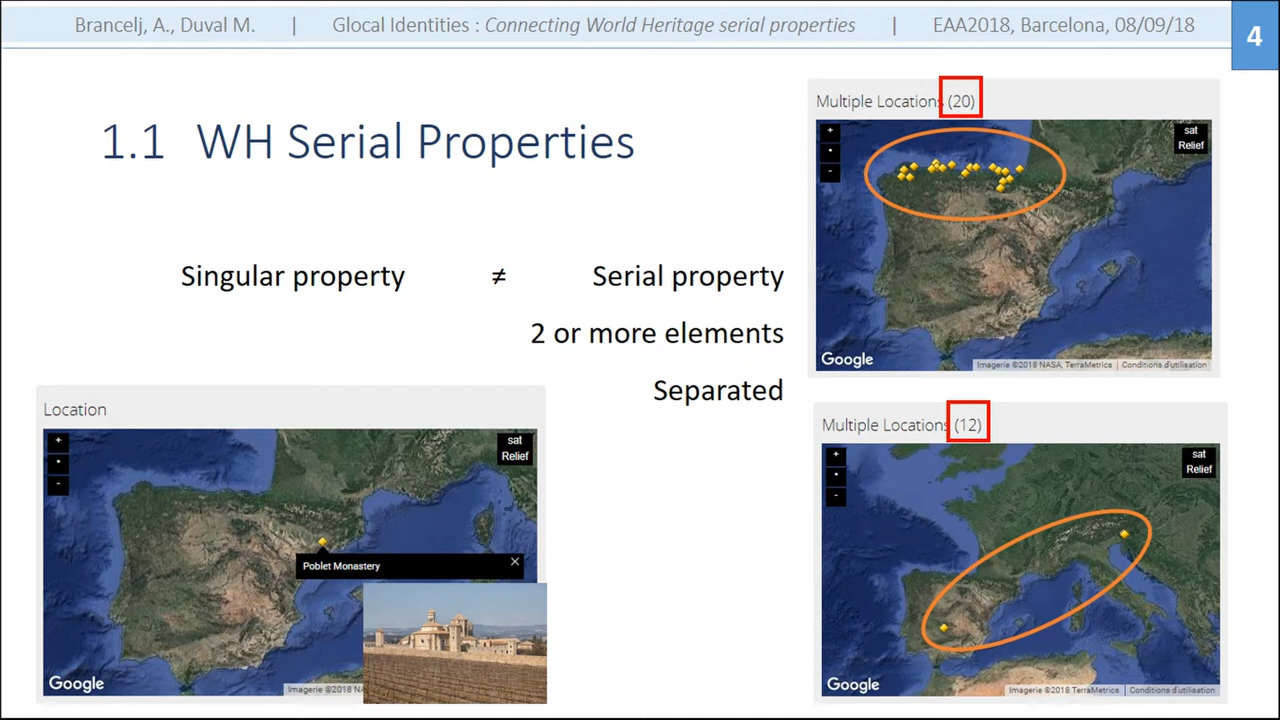 Brancelj, A., Duval M. | Glocal Identities : Connecting World Heritage serial properties | EAA2018, Barcelona, 08/09/18
4
1.1 WH Serial Properties
Singular property ≠ Serial property
2 or more elements
Separated
Multiple Locations (20)
+
-
sat
Relief
Google
Imagerie ©2018 NASA, TerraMetrics | Conditions d'utilisation
Location
+
-
sat
Relief
Poblet Monastery
Google
Imagerie ©2018 NA
Multiple Locations (12)
+
-
sat
Relief
Google
Imagerie ©2018 TerraMetrics | Conditions d'utilisation